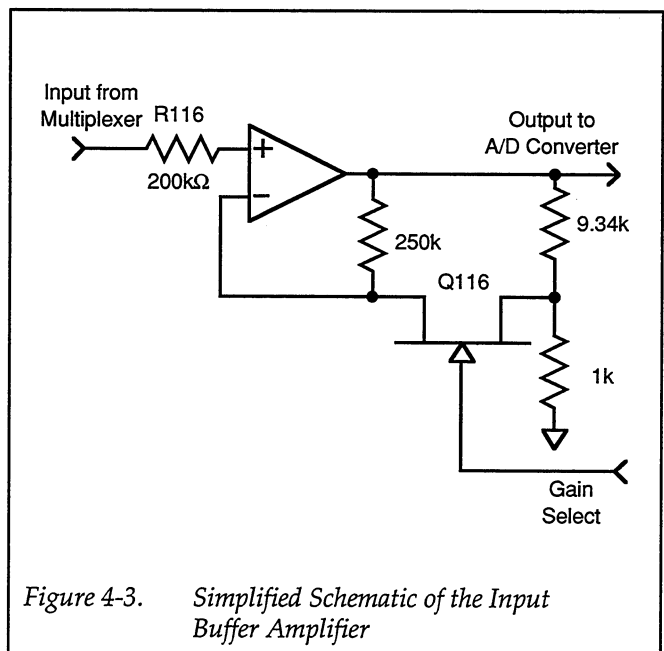 Input from
Multiplexer
R116
200kΩ
+
−
Output to
A/D Converter
250k
9.34k
Q116
1k
Gain
Select
Figure 4-3. Simplified Schematic of the Input
Buffer Amplifier